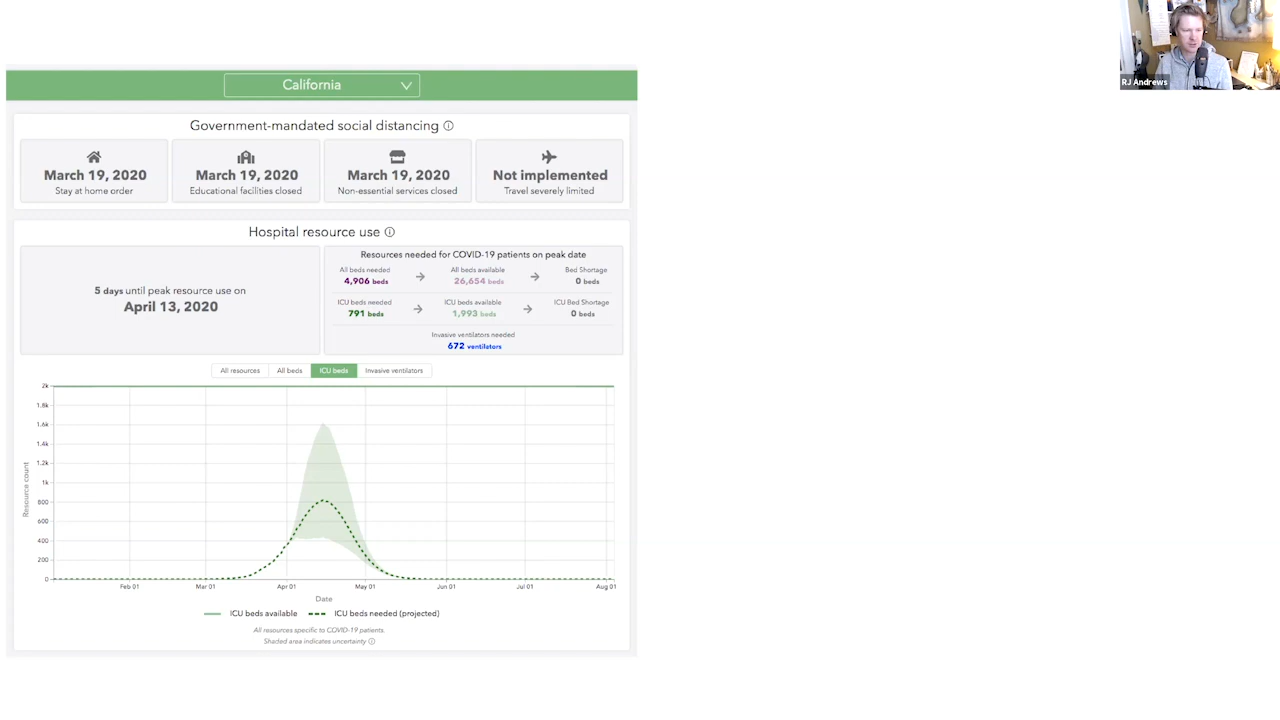 RJ Andrews
California
Government-mandated social distancing
March 19, 2020
Stay at home order
March 19, 2020
Educational facilities closed
March 19, 2020
Non-essential services closed
Not implemented
Travel severely limited
Hospital resource use
5 days until peak resource use on
April 13, 2020
Resources needed for COVID-19 patients on peak date
All beds needed
4,906 beds
All beds available
26,654 beds
Bed Shortage
0 beds
ICU beds needed
791 beds
ICU beds available
1,993 beds
ICU Bed Shortage
0 beds
Invasive ventilators needed
672 ventilators
All resources All beds ICU beds Invasive ventilators
Resource count
2k
1.8k
1.6k
1.4k
1.2k
1k
800
600
400
200
0
Feb 01 Mar 01 Apr 01 May 01 Jun 01 Jul 01 Aug 01
Date
ICU beds available ICU beds needed (projected)
All resources specific to COVID-19 patients.
Shaded area indicates uncertainty